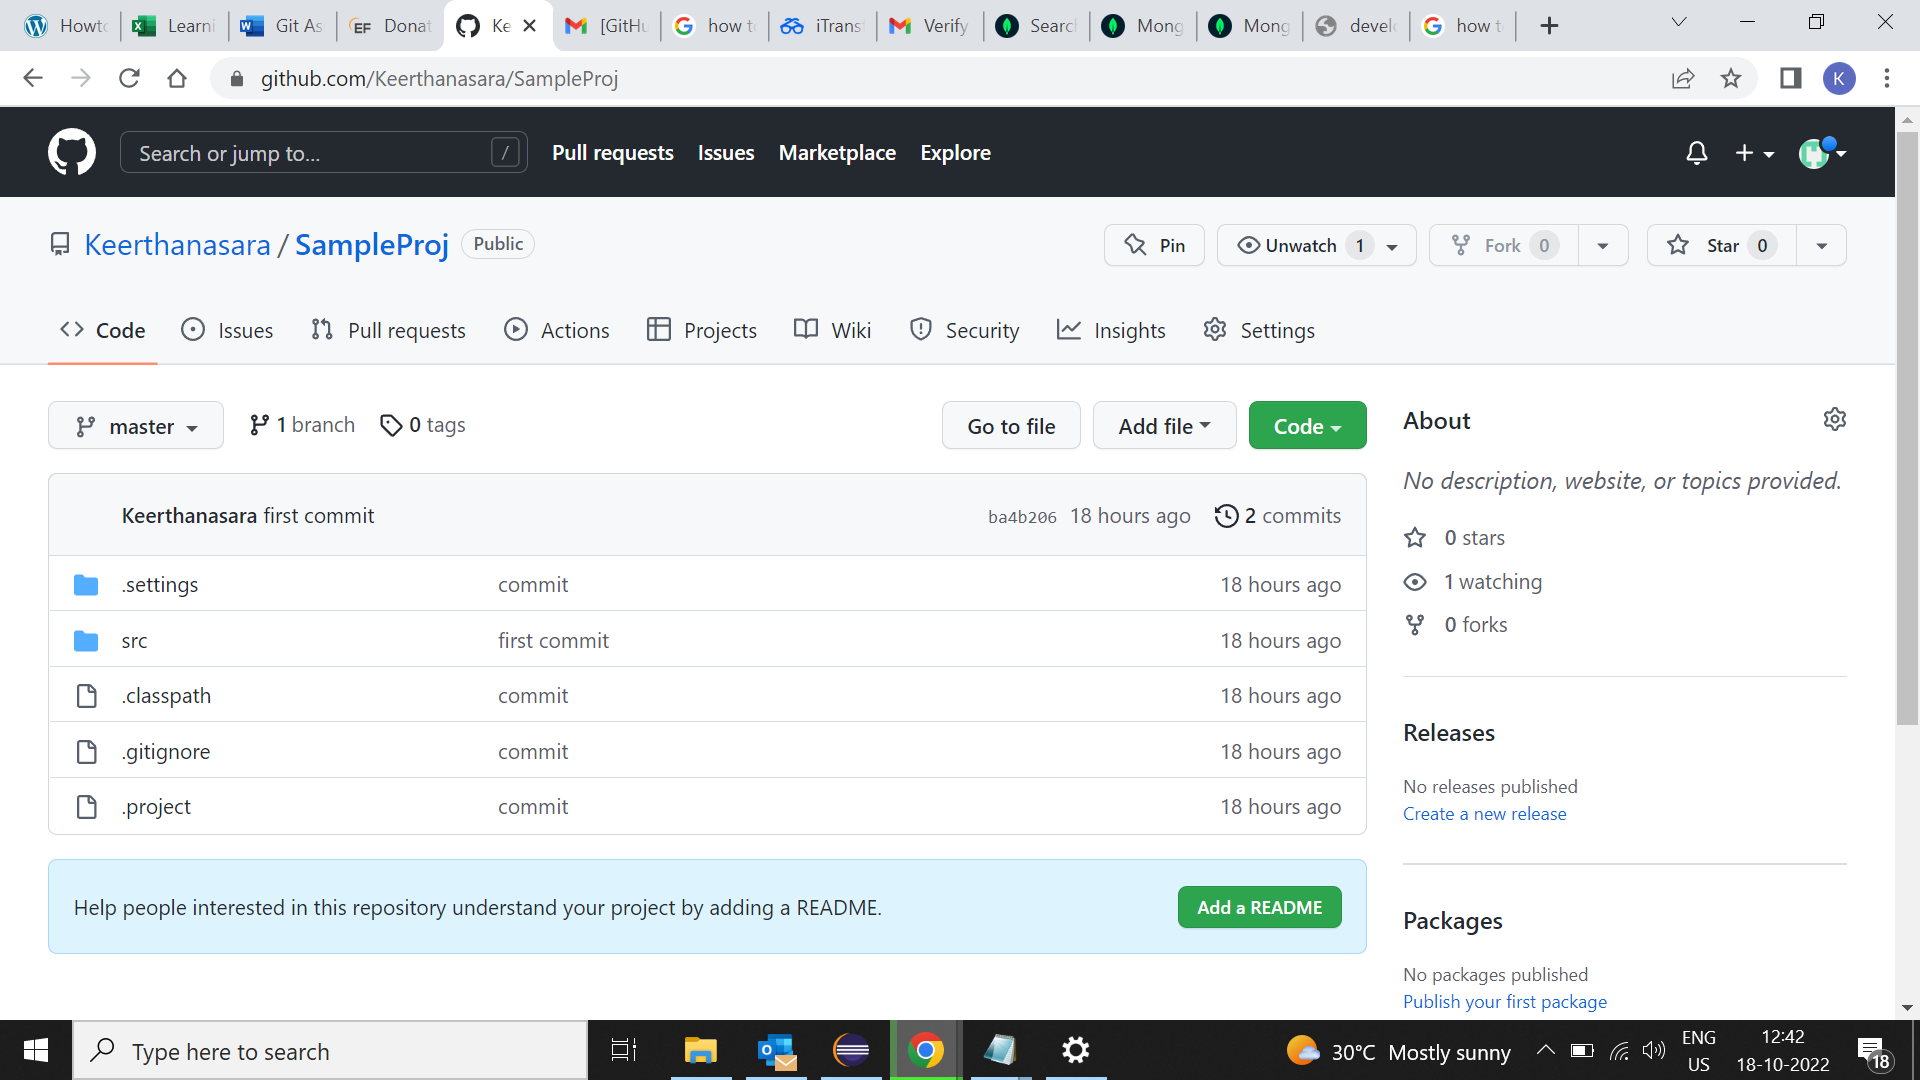 Howto
Learni
Git As
Donat
Ke
[GitHu
how to
iTrans
Verify
Searc
Mong
Mong
develo
how t
github.com/Keerthanasara/SampleProj
K
Search or jump to...
/
Pull requests
Issues
Marketplace
Explore
Keerthanasara / SampleProj
Public
Pin
Unwatch 1
Fork 0
Star 0
Code
Issues
Pull requests
Actions
Projects
Wiki
Security
Insights
Settings
master
1 branch
0 tags
Go to file
Add file
Code
Keerthanasara first commit
ba4b206 18 hours ago
2 commits
.settings commit 18 hours ago
src first commit 18 hours ago
.classpath commit 18 hours ago
.gitignore commit 18 hours ago
.project commit 18 hours ago
Help people interested in this repository understand your project by adding a README.
Add a README
About
No description, website, or topics provided.
0 stars
1 watching
0 forks
Releases
No releases published
Create a new release
Packages
No packages published
Publish your first package
Type here to search
30°C Mostly sunny
ENG
US
12:42
18-10-2022
18